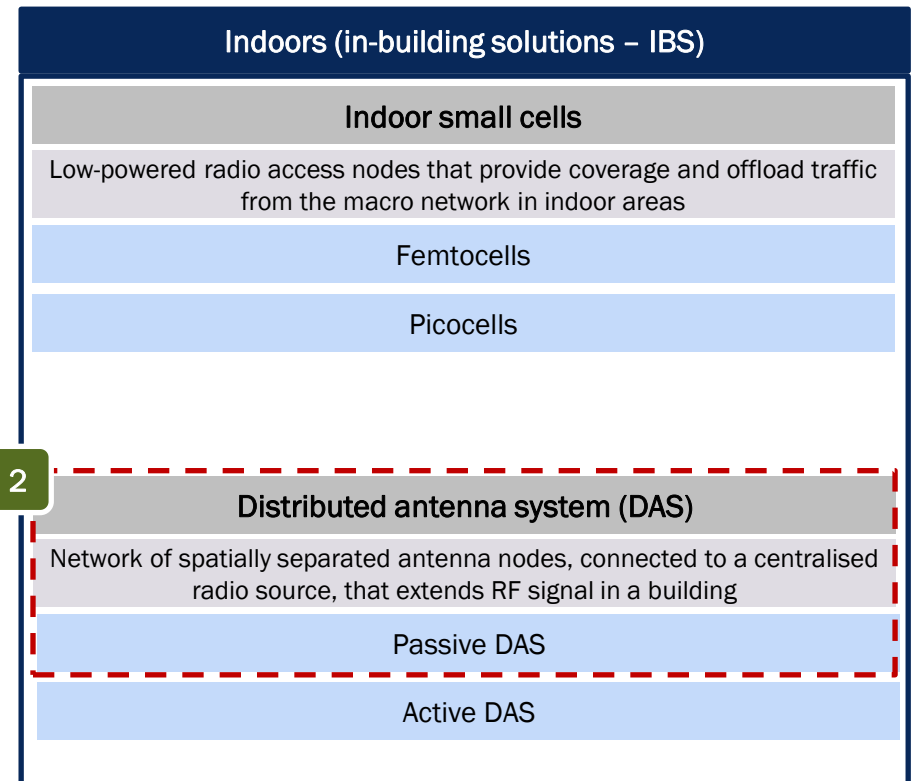 Indoors (in-building solutions – IBS)
Indoor small cells
Low-powered radio access nodes that provide coverage and offload traffic
from the macro network in indoor areas
Femtocells
Picocells
2
Distributed antenna system (DAS)
Network of spatially separated antenna nodes, connected to a centralised
radio source, that extends RF signal in a building
Passive DAS
Active DAS